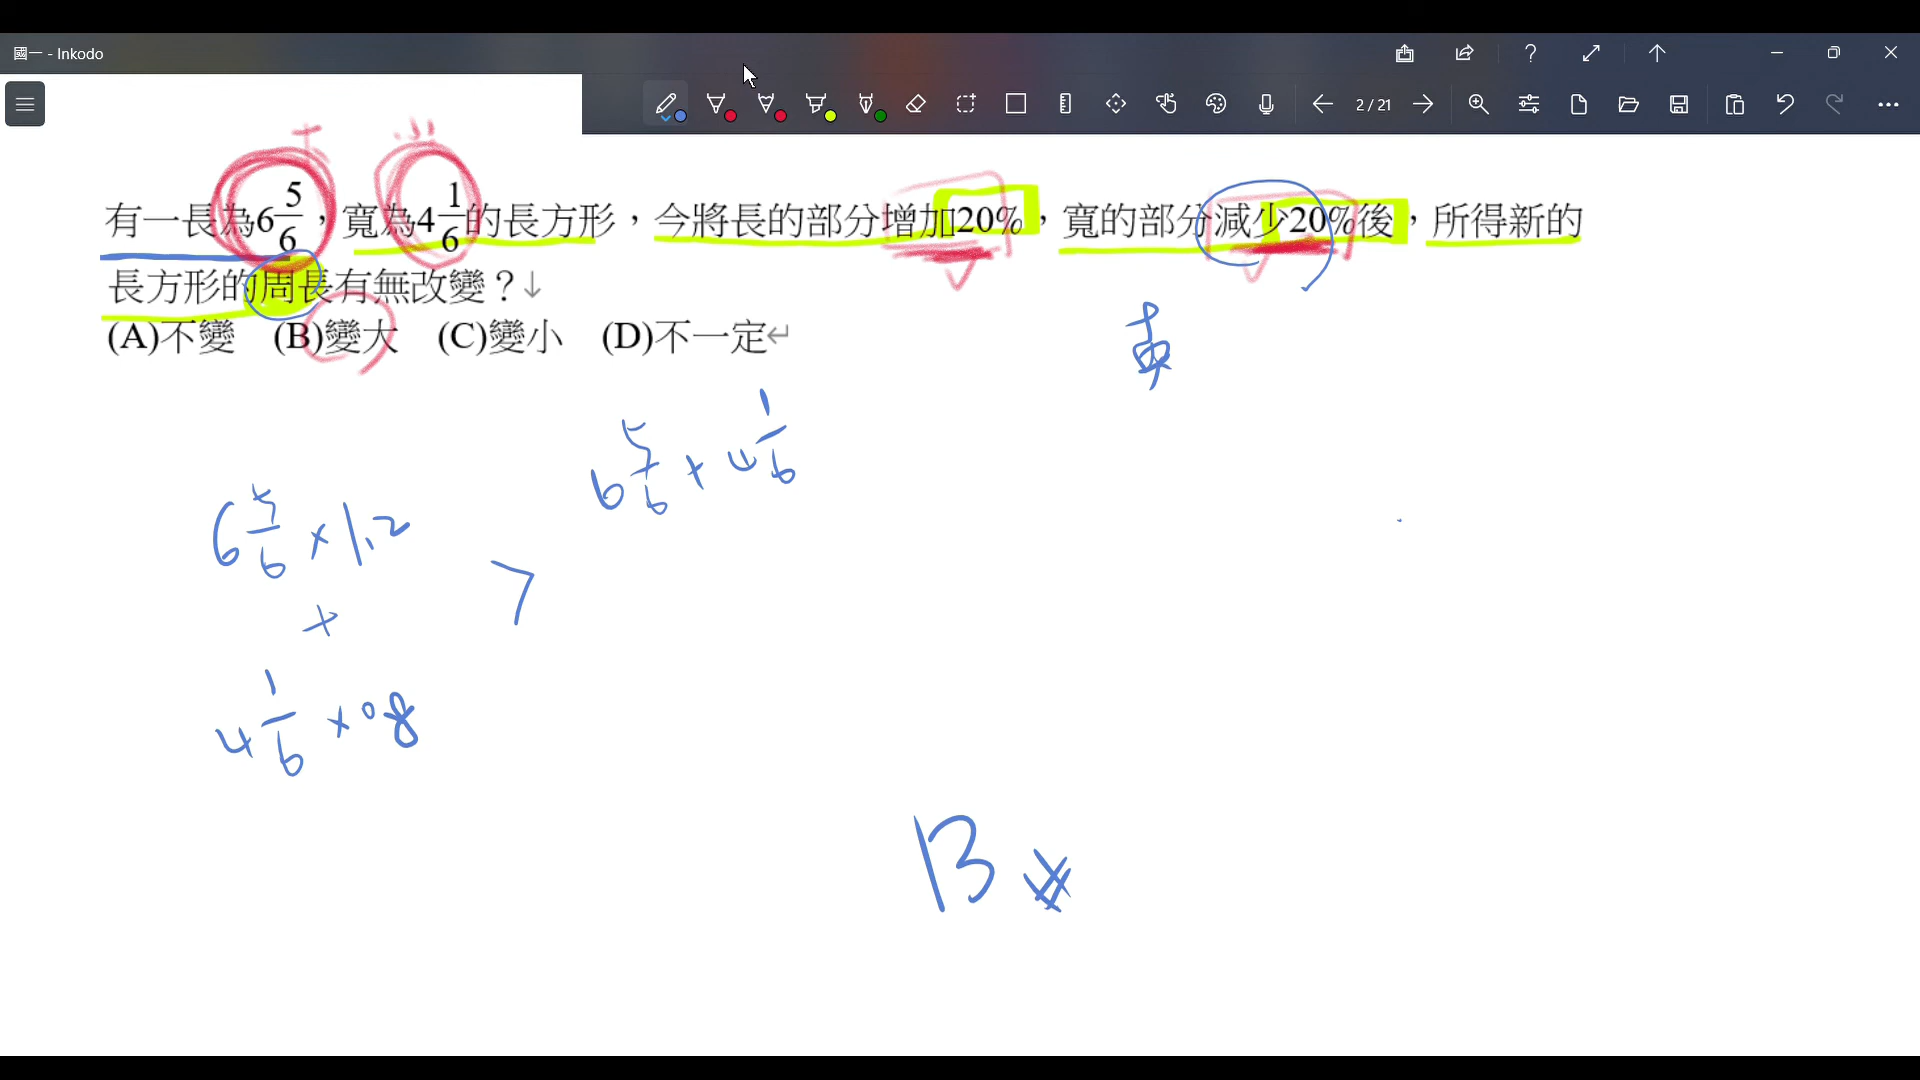 國一 - Inkodo
2 / 21
有一長為6 5/6，寬為4 1/6的長方形，今將長的部分增加20%，寬的部分減少20%後，所得新的
長方形的周長有無改變？↓
(A)不變 (B)變大 (C)變小 (D)不一定↵
6 5/6 + 4 1/6
6 5/6 × 1.2
+
>
4 1/6 × 0.8
B #